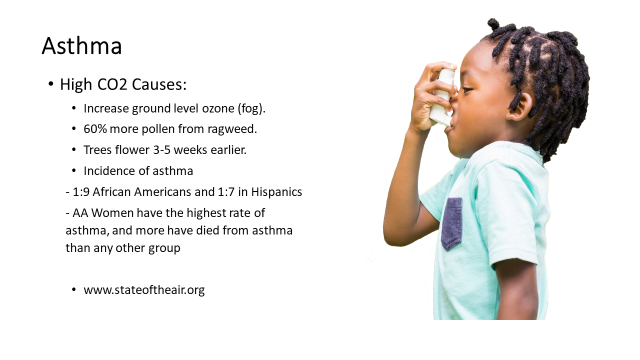 Asthma
• High CO2 Causes:
• Increase ground level ozone (fog).
• 60% more pollen from ragweed.
• Trees flower 3-5 weeks earlier.
• Incidence of asthma
- 1:9 African Americans and 1:7 in Hispanics
- AA Women have the highest rate of
asthma, and more have died from asthma
than any other group
• www.stateoftheair.org